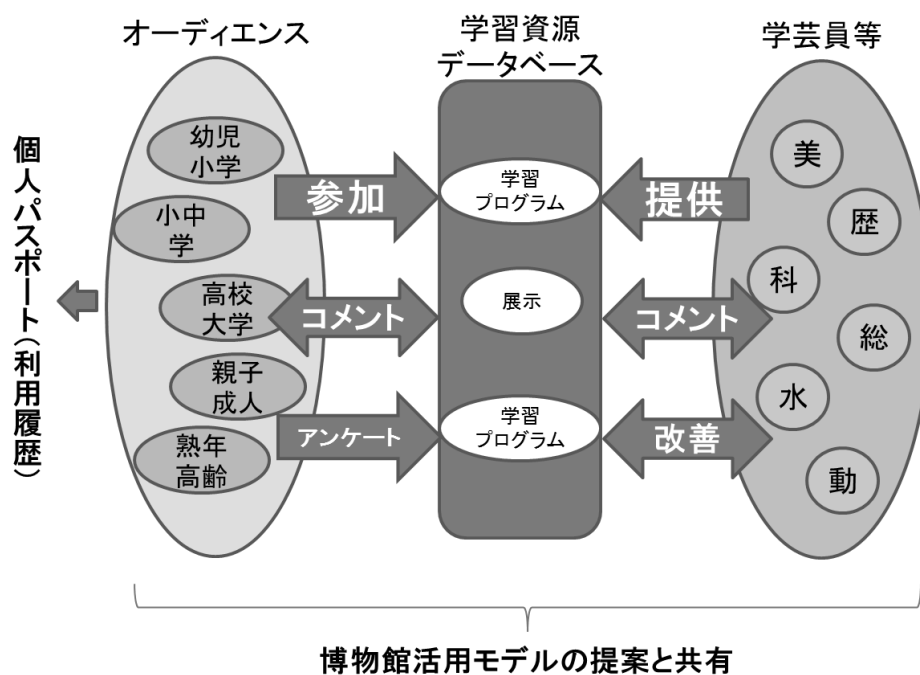 オーディエンス
学習資源
データベース
学芸員等
個人パスポート(利用履歴)
幼児
小学
小中
学
高校
大学
親子
成人
熟年
高齢
参加
コメント
アンケート
学習
プログラム
展示
学習
プログラム
提供
コメント
改善
美
歴
科
総
水
動
博物館活用モデルの提案と共有